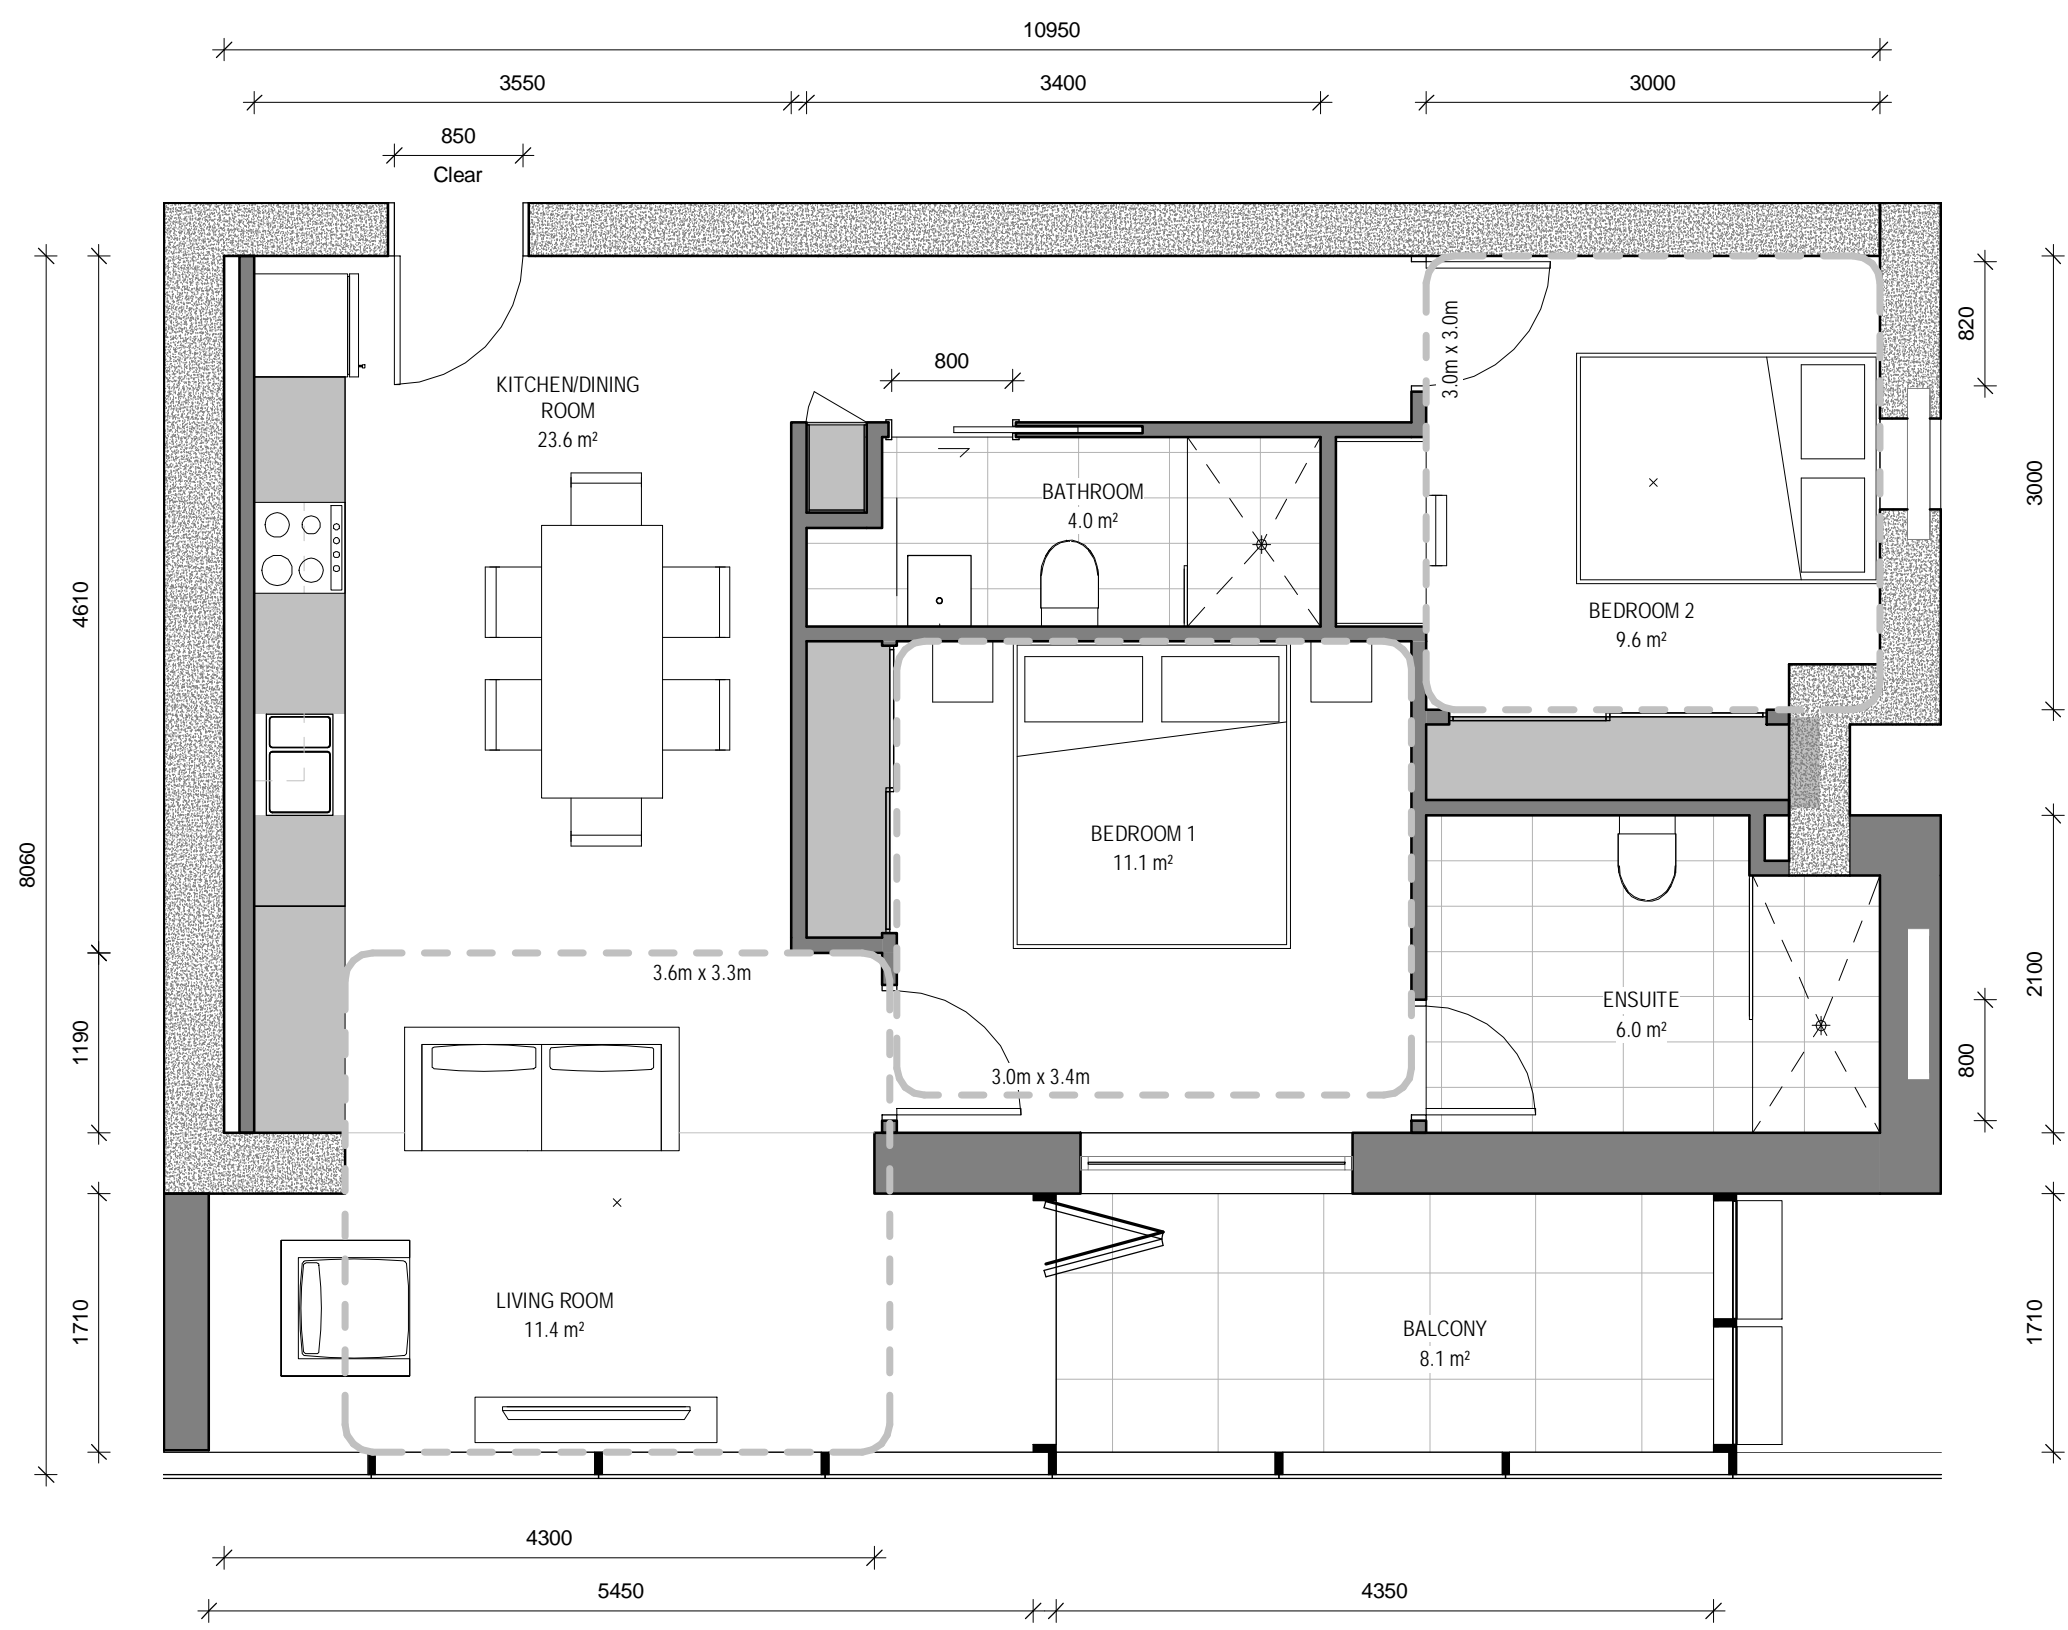 10950
3550
3400
3000
850
Clear
820
3.0m x 3.0m
800
KITCHEN/DINING
ROOM
23.6 m²
3000
BATHROOM
4.0 m²
4610
BEDROOM 2
9.6 m²
BEDROOM 1
11.1 m²
8060
3.6m x 3.3m
2100
ENSUITE
6.0 m²
1190
800
3.0m x 3.4m
LIVING ROOM
11.4 m²
1710
BALCONY
8.1 m²
1710
4300
5450
4350